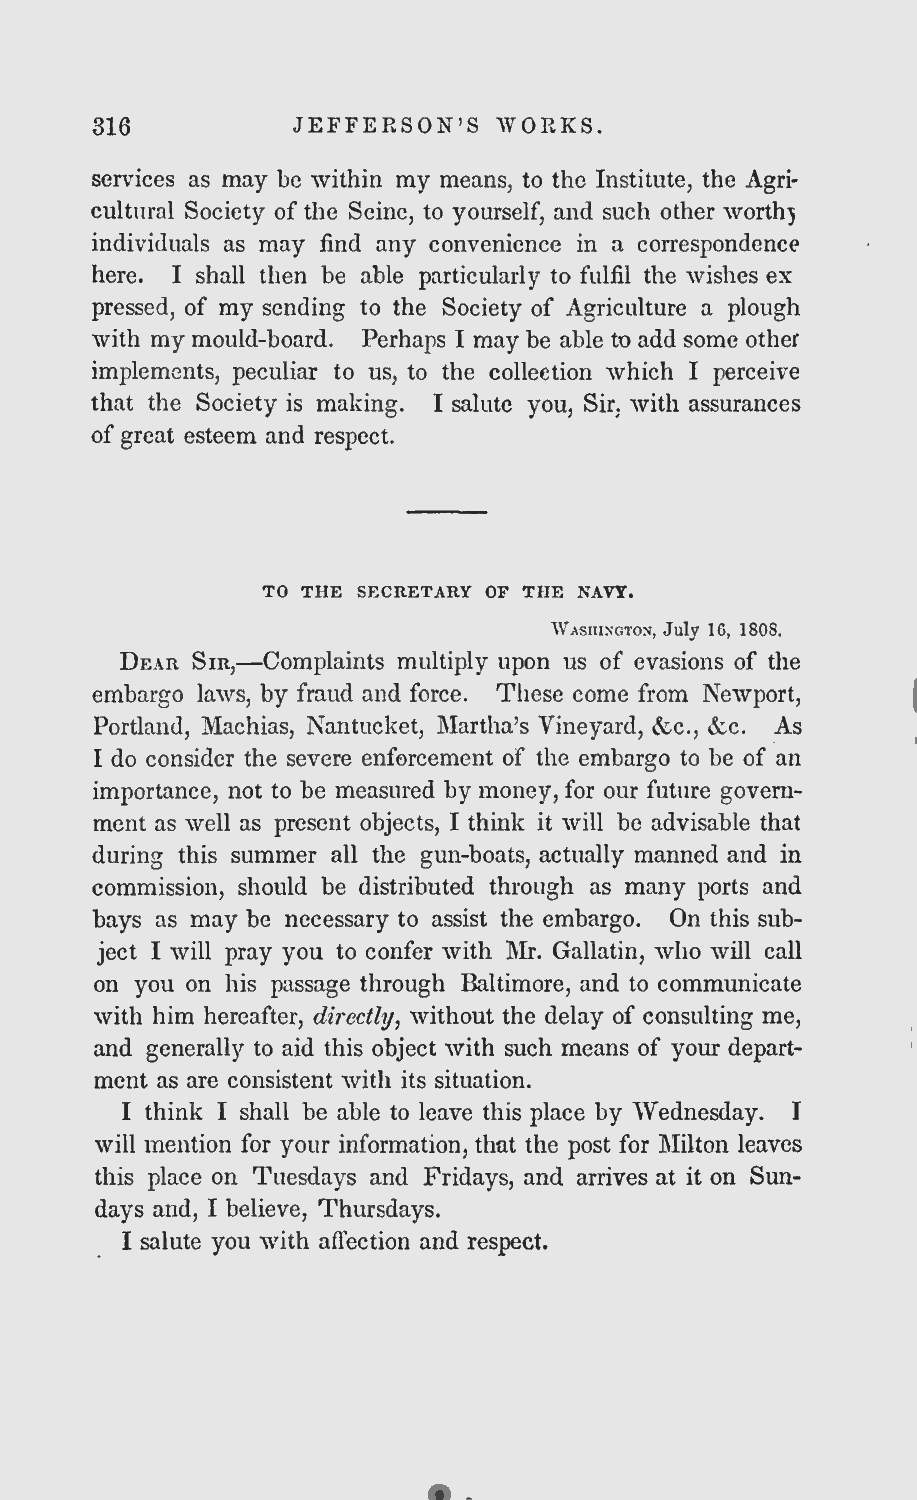 316 JEFFERSON'S WORKS.
services as may be within my means, to the Institute, the Agri-
cultural Society of the Seine, to yourself, and such other worthy
individuals as may find any convenience in a correspondence
here. I shall then be able particularly to fulfil the wishes ex
pressed, of my sending to the Society of Agriculture a plough
with my mould-board. Perhaps I may be able to add some other
implements, peculiar to us, to the collection which I perceive
that the Society is making. I salute you, Sir, with assurances
of great esteem and respect.
TO THE SECRETARY OF THE NAVY.
WASHINGTON, July 16, 1808.
DEAR SIR,—Complaints multiply upon us of evasions of the
embargo laws, by fraud and force. These come from Newport,
Portland, Machias, Nantucket, Martha's Vineyard, &c., &c. As
I do consider the severe enforcement of the embargo to be of an
importance, not to be measured by money, for our future govern-
ment as well as present objects, I think it will be advisable that
during this summer all the gun-boats, actually manned and in
commission, should be distributed through as many ports and
bays as may be necessary to assist the embargo. On this sub-
ject I will pray you to confer with Mr. Gallatin, who will call
on you on his passage through Baltimore, and to communicate
with him hereafter, directly, without the delay of consulting me,
and generally to aid this object with such means of your depart-
ment as are consistent with its situation.
I think I shall be able to leave this place by Wednesday. I
will mention for your information, that the post for Milton leaves
this place on Tuesdays and Fridays, and arrives at it on Sun-
days and, I believe, Thursdays.
I salute you with affection and respect.